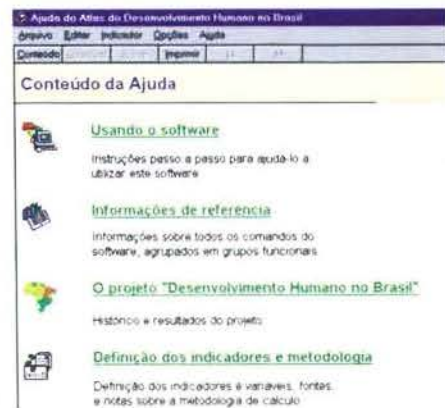 Ajuda do Atlas do Desenvolvimento Humano no Brasil
Arquivo Editar Indicador Opções Ajuda
Conteúdo Imprimir
Conteúdo da Ajuda
Usando o software
Instruções passo a passo para ajudá-lo a
utilizar este software
Informações de referência
Informações sobre todos os comandos do
software, agrupados em grupos funcionais
O projeto "Desenvolvimento Humano no Brasil"
Histórico e resultados do projeto
Definição dos indicadores e metodologia
Definição dos indicadores e variáveis, fontes,
e notas sobre a metodologia de cálculo